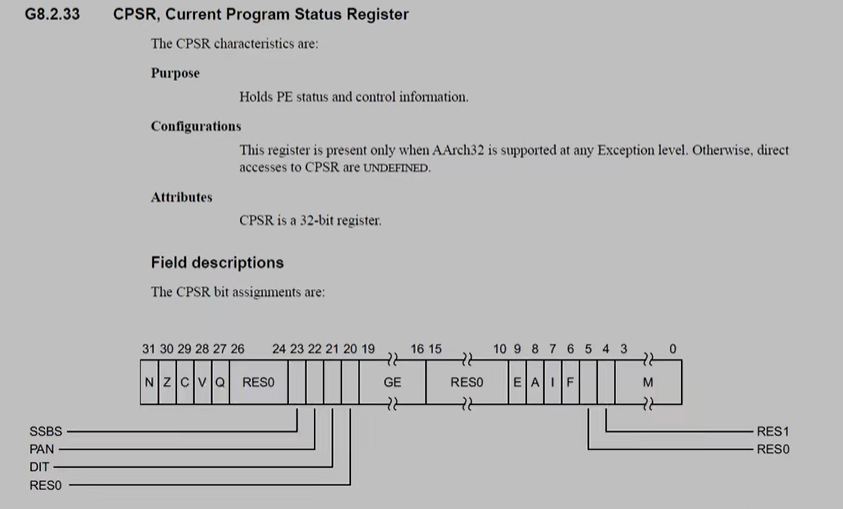 G8.2.33 CPSR, Current Program Status Register
The CPSR characteristics are:
Purpose
Holds PE status and control information.
Configurations
This register is present only when AArch32 is supported at any Exception level. Otherwise, direct
accesses to CPSR are UNDEFINED.
Attributes
CPSR is a 32-bit register.
Field descriptions
The CPSR bit assignments are:
31 30 29 28 27 26 24 23 22 21 20 19 16 15 10 9 8 7 6 5 4 3 0
N Z C V Q RES0 GE RES0 E A I F M
SSBS RES1
PAN RES0
DIT
RES0